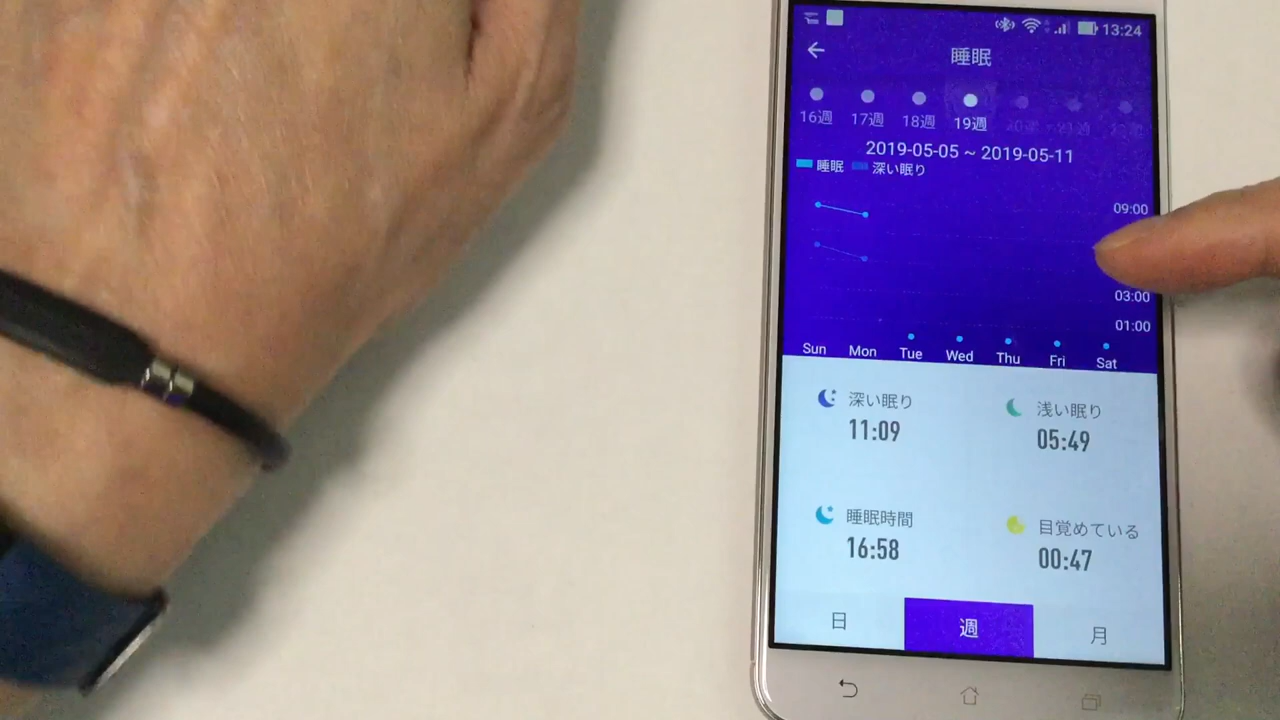 13:24
睡眠
16週 17週 18週 19週
2019-05-05 ~ 2019-05-11
睡眠 深い眠り
09:00
03:00
01:00
Sun Mon Tue Wed Thu Fri Sat
深い眠り 浅い眠り
11:09 05:49
睡眠時間 目覚めている
16:58 00:47
日 週 月